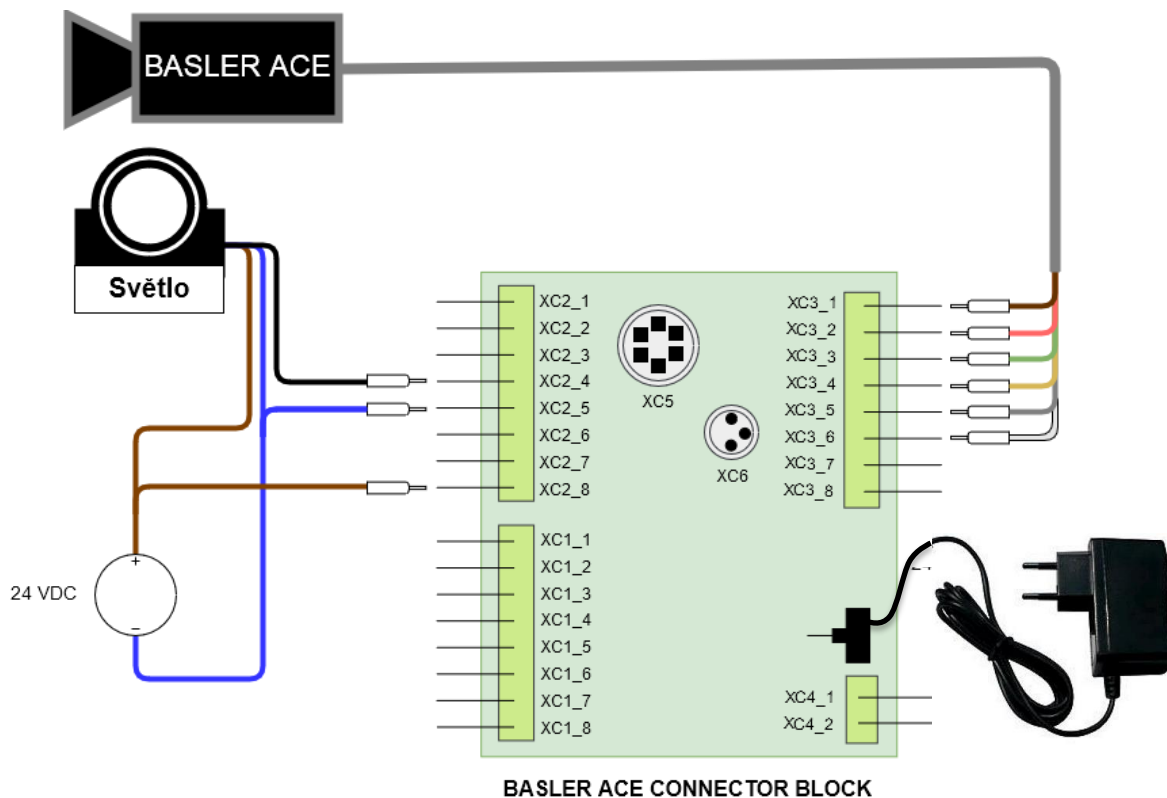 BASLER ACE
Světlo
24 VDC
+
−
XC2_1
XC2_2
XC2_3
XC2_4
XC2_5
XC2_6
XC2_7
XC2_8
XC1_1
XC1_2
XC1_3
XC1_4
XC1_5
XC1_6
XC1_7
XC1_8
XC5
XC6
XC3_1
XC3_2
XC3_3
XC3_4
XC3_5
XC3_6
XC3_7
XC3_8
XC4_1
XC4_2
BASLER ACE CONNECTOR BLOCK